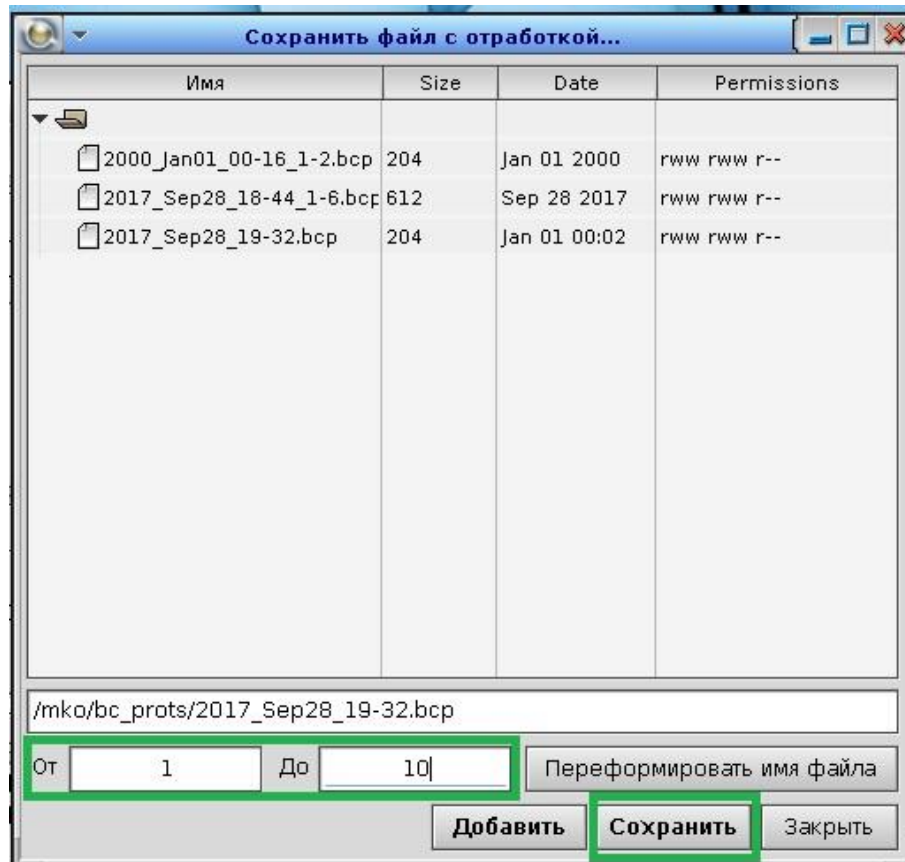 Сохранить файл с отработкой...
Имя Size Date Permissions
2000_Jan01_00-16_1-2.bcp 204 Jan 01 2000 rww rww r--
2017_Sep28_18-44_1-6.bcp 612 Sep 28 2017 rww rww r--
2017_Sep28_19-32.bcp 204 Jan 01 00:02 rww rww r--
/mko/bc_prots/2017_Sep28_19-32.bcp
От 1 До 10 Переформировать имя файла
Добавить Сохранить Закрыть